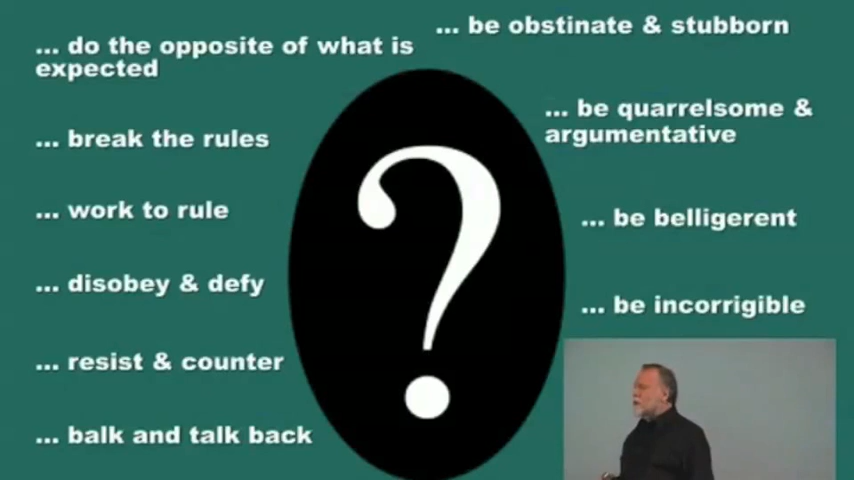 ... do the opposite of what is
expected
... break the rules
... work to rule
... disobey & defy
... resist & counter
... balk and talk back
?
... be obstinate & stubborn
... be quarrelsome &
argumentative
... be belligerent
... be incorrigible